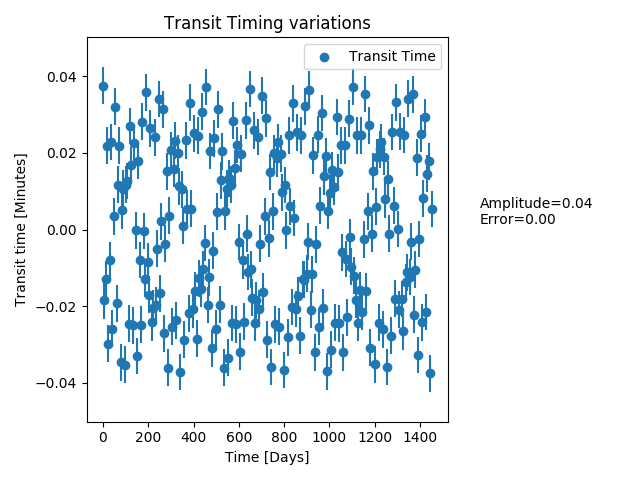 Transit Timing variations
Transit Time
0.04
0.02
0.00
−0.02
−0.04
Transit time [Minutes]
0 200 400 600 800 1000 1200 1400
Time [Days]
Amplitude=0.04
Error=0.00